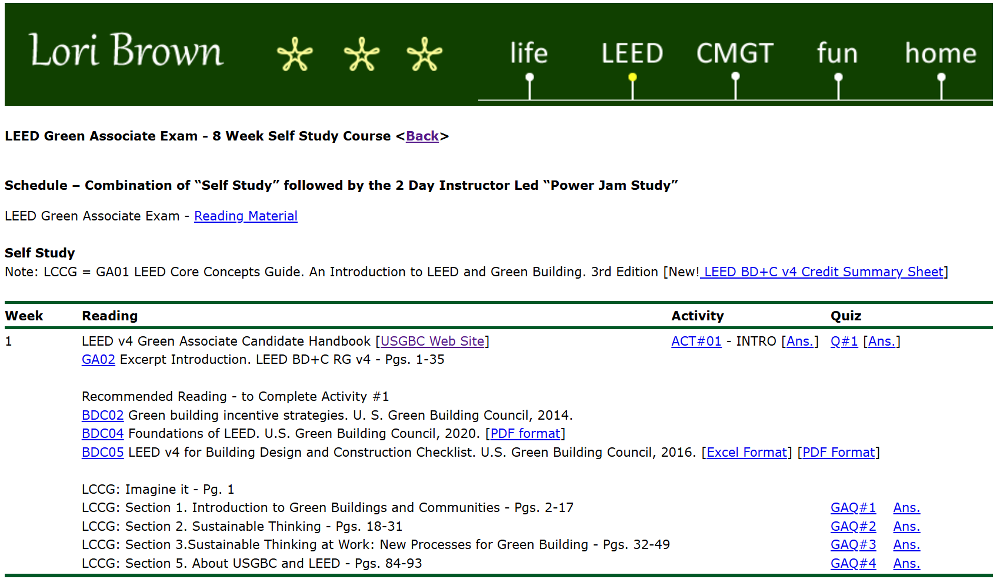 Lori Brown life LEED CMGT fun home
LEED Green Associate Exam - 8 Week Self Study Course <Back>
Schedule – Combination of “Self Study” followed by the 2 Day Instructor Led “Power Jam Study”
LEED Green Associate Exam - Reading Material
Self Study
Note: LCCG = GA01 LEED Core Concepts Guide. An Introduction to LEED and Green Building. 3rd Edition [New! LEED BD+C v4 Credit Summary Sheet]
Week Reading Activity Quiz
1 LEED v4 Green Associate Candidate Handbook [USGBC Web Site] ACT#01 - INTRO [Ans.] Q#1 [Ans.]
GA02 Excerpt Introduction. LEED BD+C RG v4 - Pgs. 1-35
Recommended Reading - to Complete Activity #1
BDC02 Green building incentive strategies. U. S. Green Building Council, 2014.
BDC04 Foundations of LEED. U.S. Green Building Council, 2020. [PDF format]
BDC05 LEED v4 for Building Design and Construction Checklist. U.S. Green Building Council, 2016. [Excel Format] [PDF Format]
LCCG: Imagine it - Pg. 1
LCCG: Section 1. Introduction to Green Buildings and Communities - Pgs. 2-17 GAQ#1 Ans.
LCCG: Section 2. Sustainable Thinking - Pgs. 18-31 GAQ#2 Ans.
LCCG: Section 3.Sustainable Thinking at Work: New Processes for Green Building - Pgs. 32-49 GAQ#3 Ans.
LCCG: Section 5. About USGBC and LEED - Pgs. 84-93 GAQ#4 Ans.